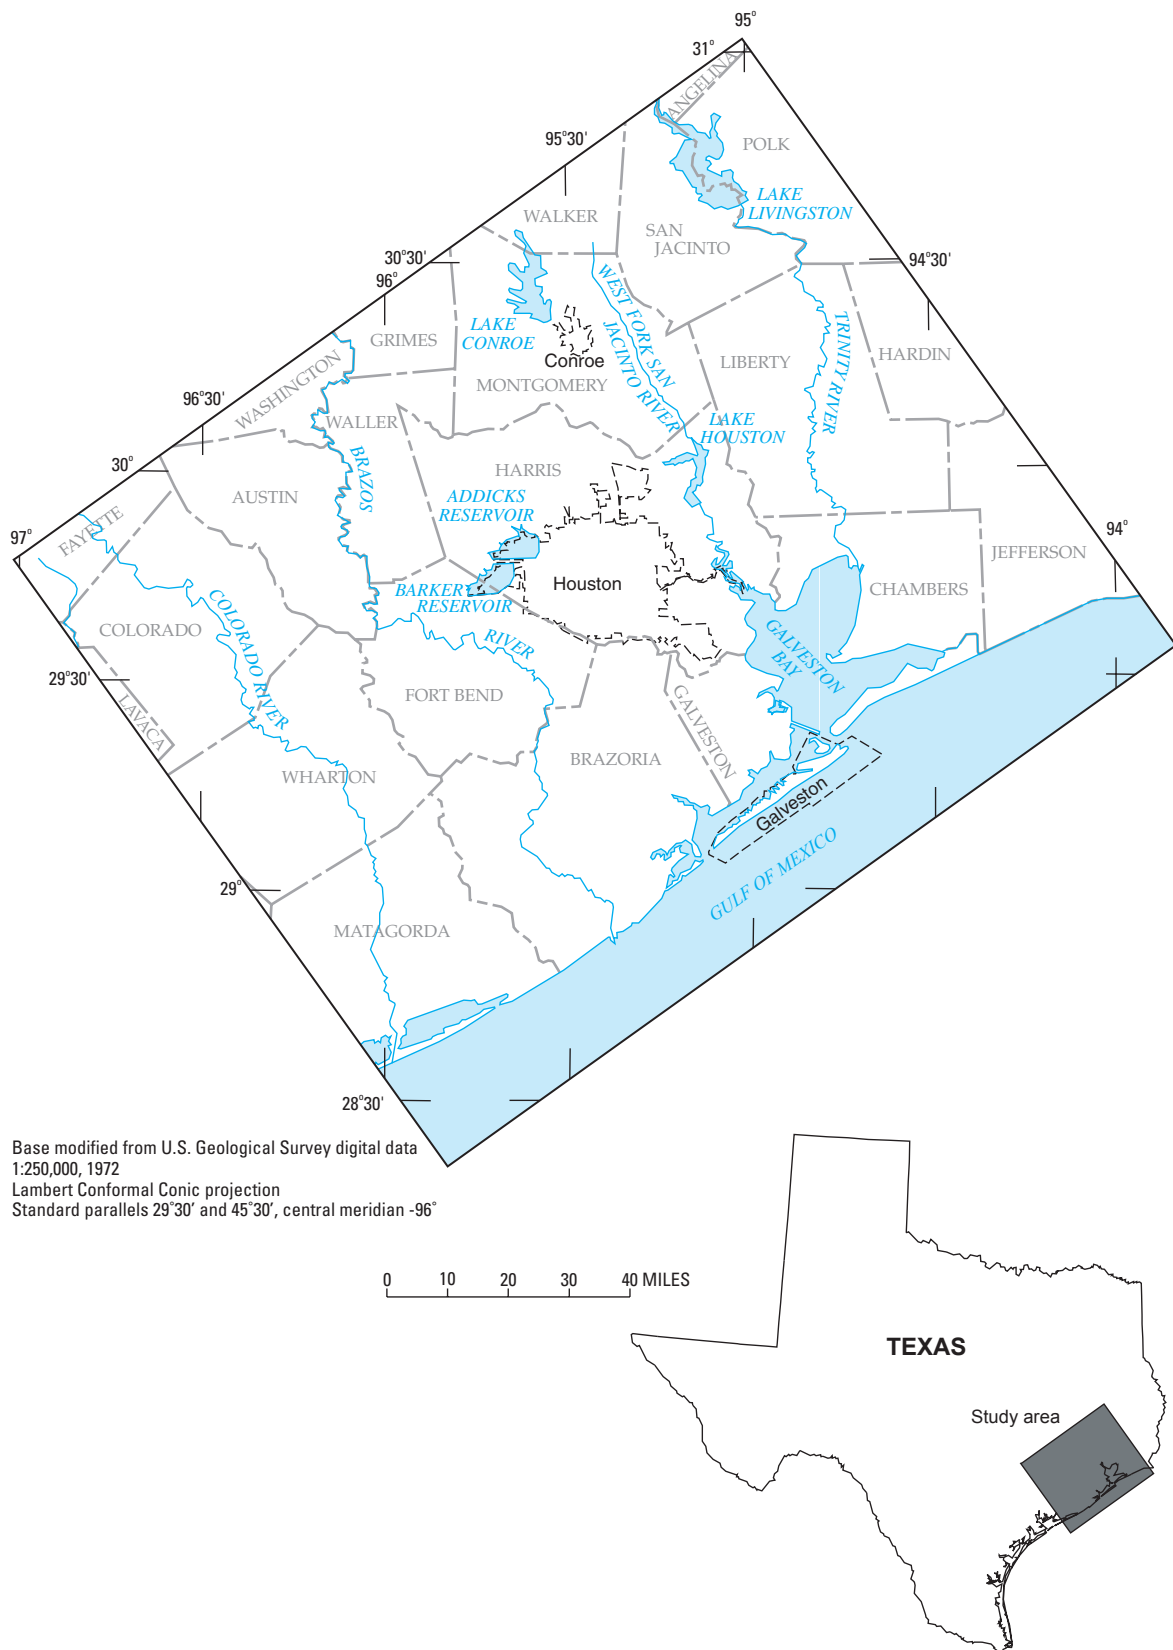 95°
31°
ANGELINA
POLK
95°30'
LAKE
LIVINGSTON
WALKER
SAN
JACINTO
30°30'
94°30'
96°
WEST FORK SAN
JACINTO RIVER
LAKE
CONROE
Conroe
TRINITY RIVER
GRIMES
LIBERTY
HARDIN
MONTGOMERY
WASHINGTON
96°30'
WALLER
LAKE
HOUSTON
30°
BRAZOS
HARRIS
AUSTIN
ADDICKS
RESERVOIR
97°
FAYETTE
94°
JEFFERSON
Houston
BARKER
RESERVOIR
CHAMBERS
COLORADO
COLORADO RIVER
RIVER
GALVESTON
BAY
29°30'
LAVACA
FORT BEND
GALVESTON
BRAZORIA
WHARTON
Galveston
GULF OF MEXICO
29°
MATAGORDA
28°30'
Base modified from U.S. Geological Survey digital data
1:250,000, 1972
Lambert Conformal Conic projection
Standard parallels 29°30′ and 45°30′, central meridian -96°
0 10 20 30 40 MILES
TEXAS
Study area